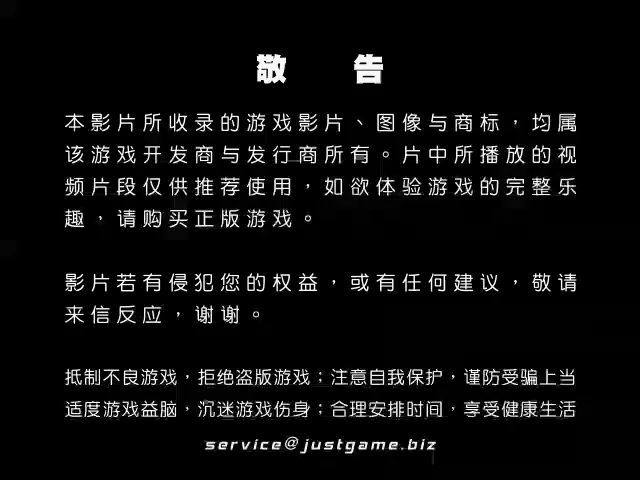 敬 告
本影片所收录的游戏影片、图像与商标，均属
该游戏开发商与发行商所有。片中所播放的视
频片段仅供推荐使用，如欲体验游戏的完整乐
趣，请购买正版游戏。
影片若有侵犯您的权益，或有任何建议，敬请
来信反应，谢谢。
抵制不良游戏，拒绝盗版游戏；注意自我保护，谨防受骗上当
适度游戏益脑，沉迷游戏伤身；合理安排时间，享受健康生活
service@justgame.biz